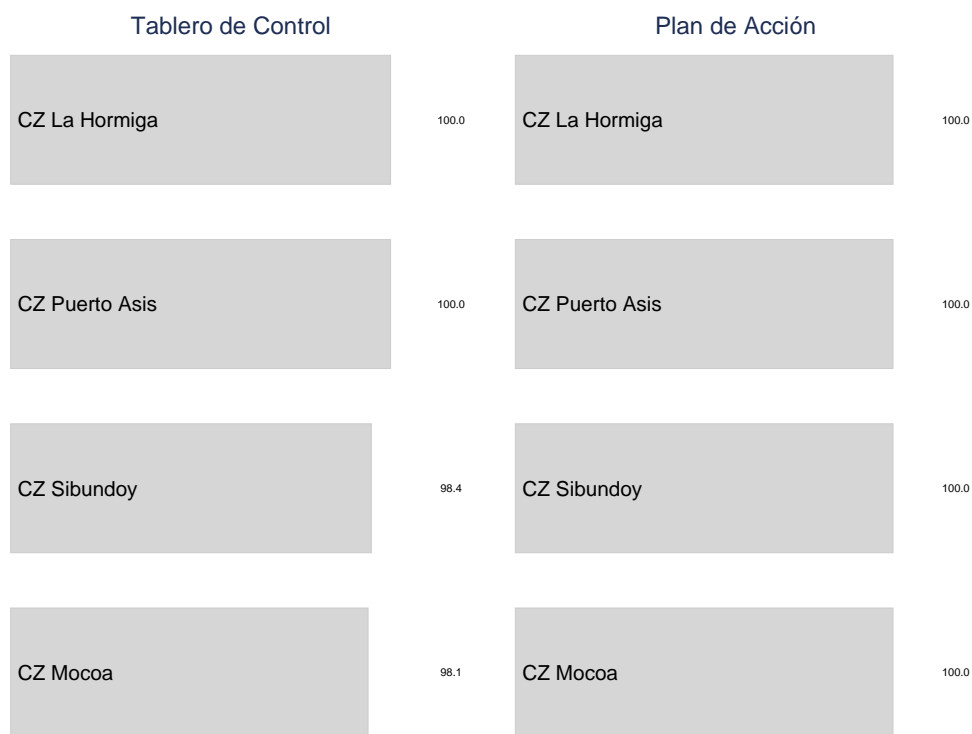 Tablero de Control
CZ La Hormiga 100.0
CZ Puerto Asis 100.0
CZ Sibundoy 98.4
CZ Mocoa 98.1
Plan de Acción
CZ La Hormiga 100.0
CZ Puerto Asis 100.0
CZ Sibundoy 100.0
CZ Mocoa 100.0